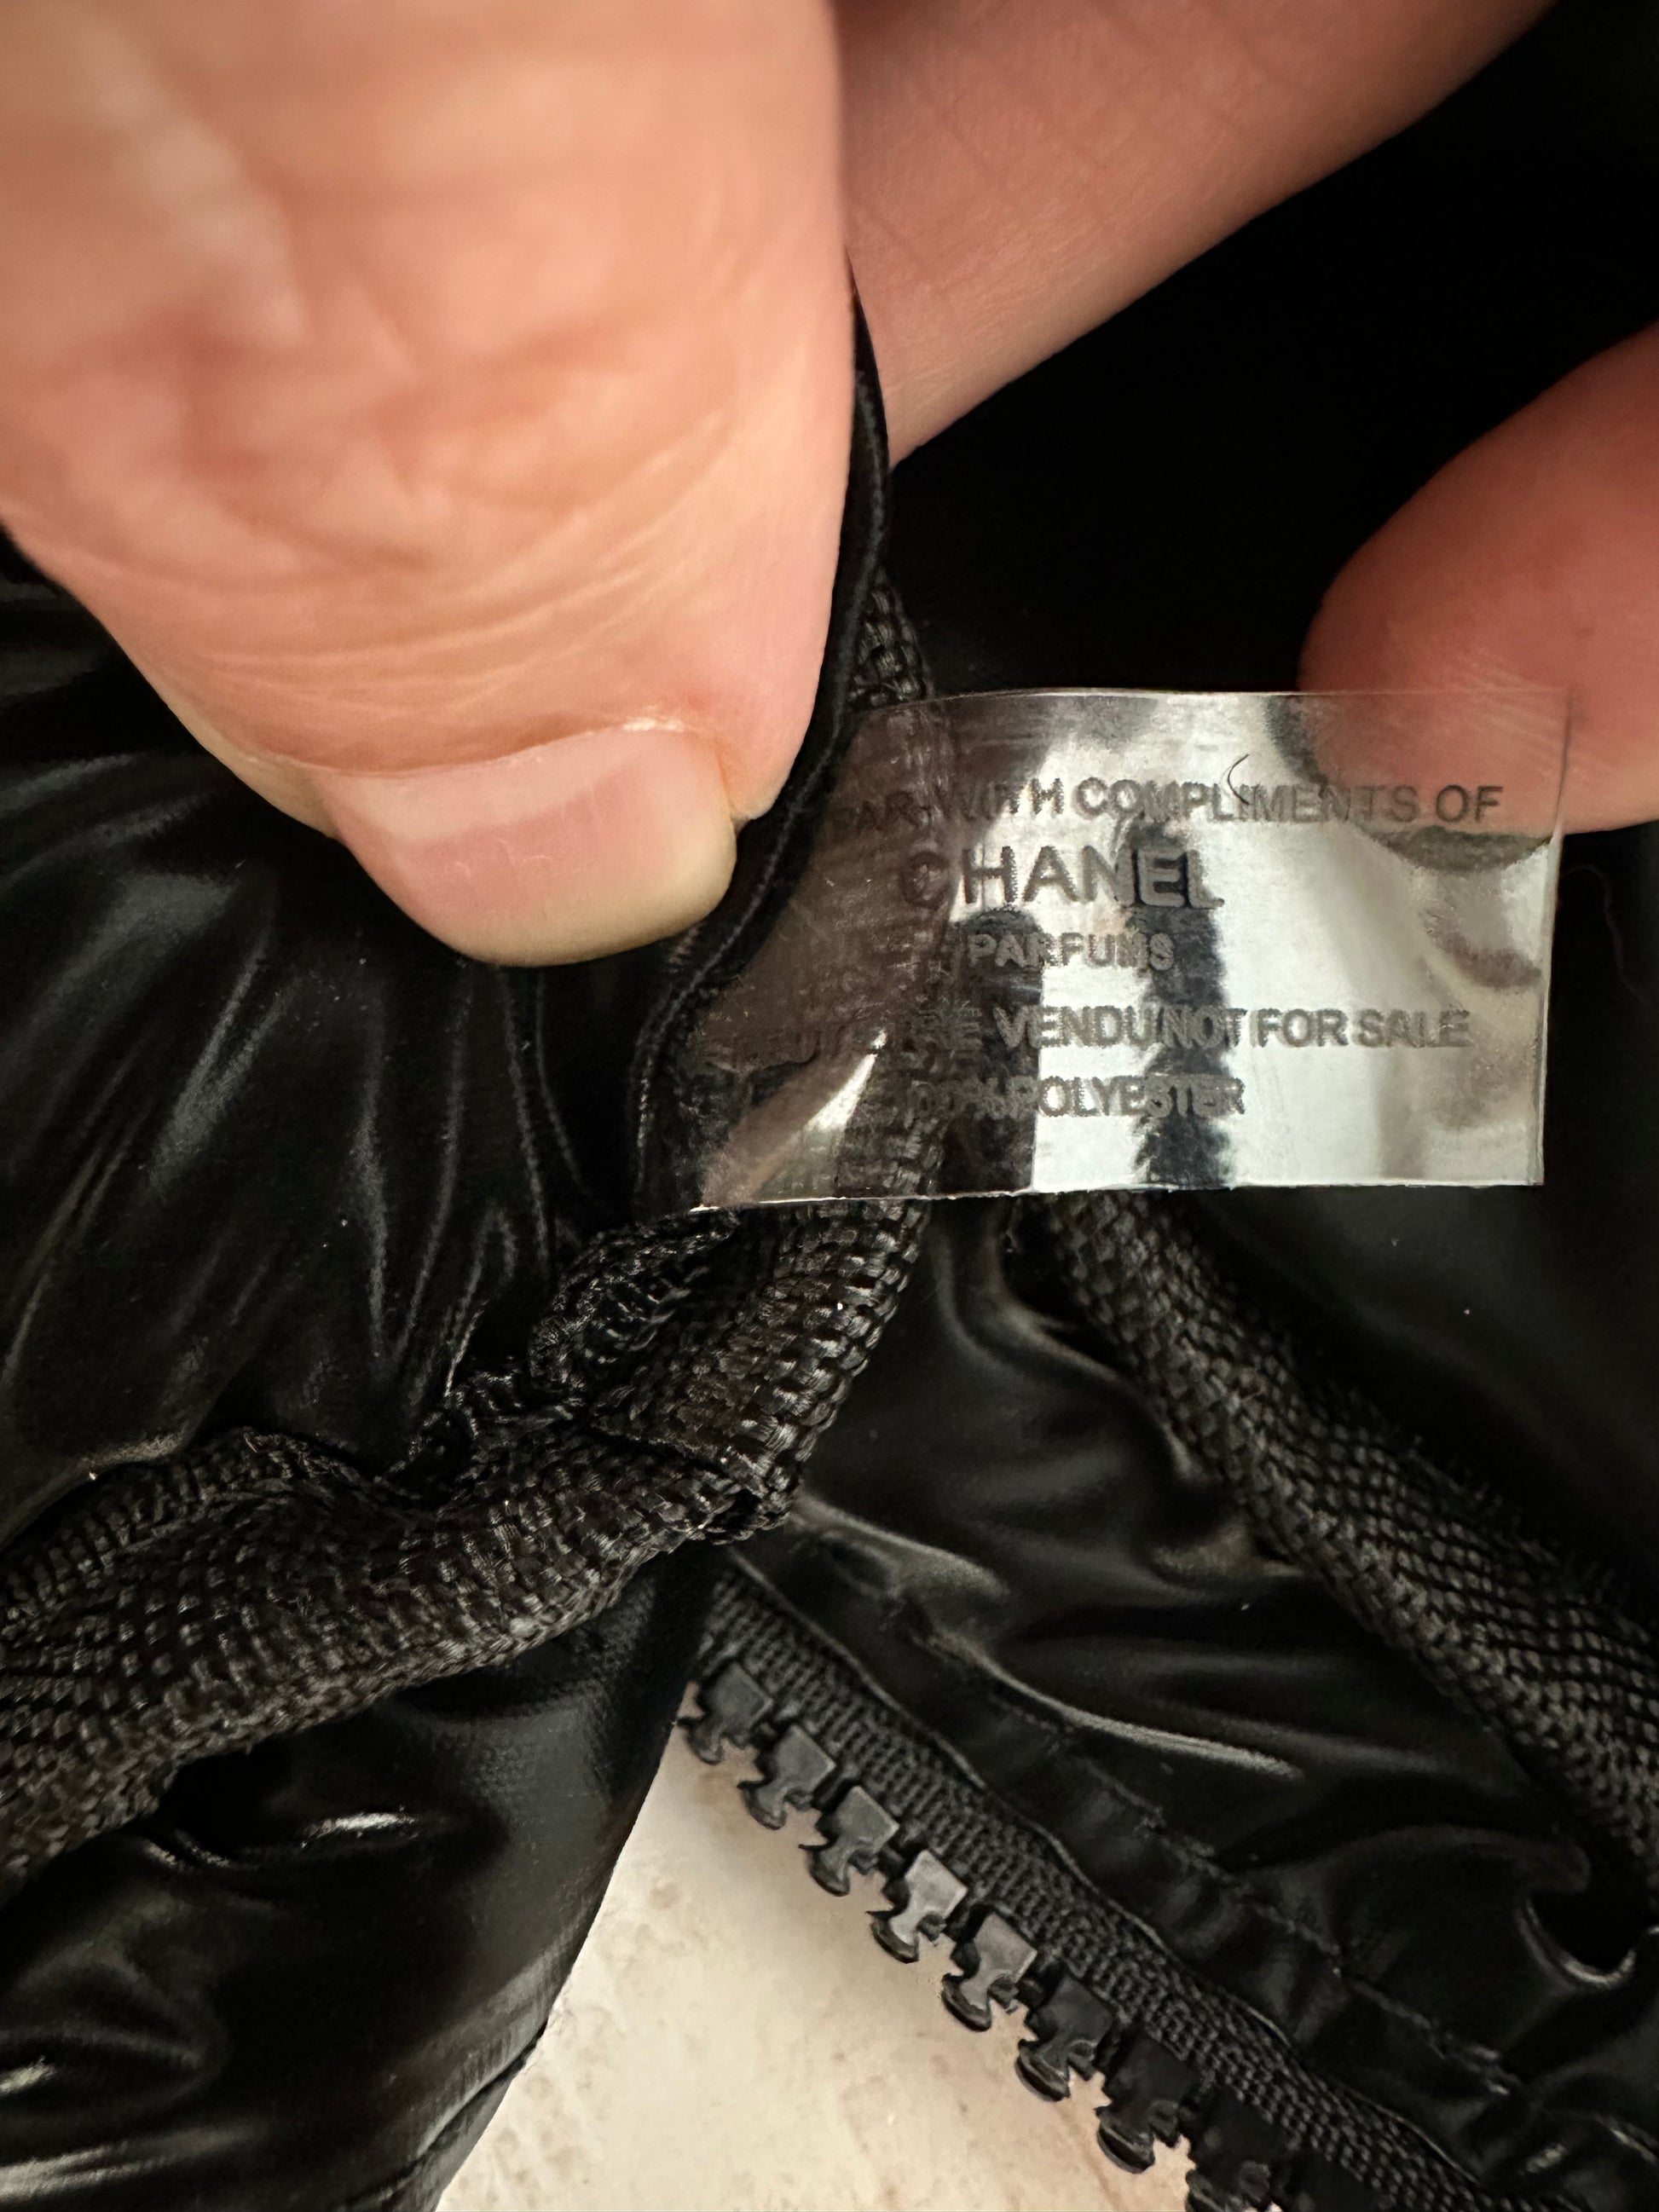 WITH COMPLIMENTS OF
CHANEL
PARFUMS
VENDU NOT FOR SALE
POLYESTER